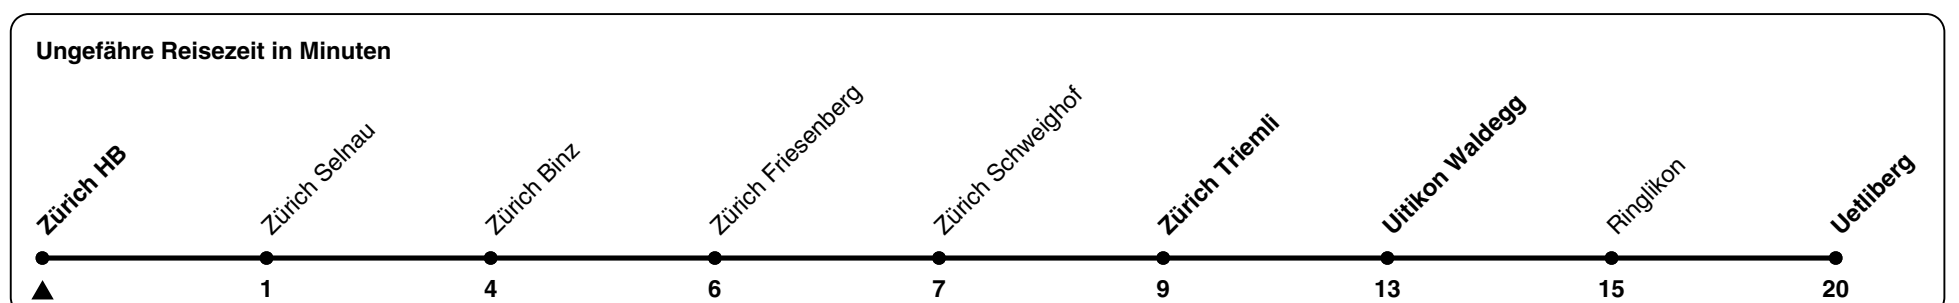 Ungefähre Reisezeit in Minuten
Zürich HB
Zürich Selnau
Zürich Binz
Zürich Friesenberg
Zürich Schweighof
Zürich Triemli
Uitikon Waldegg
Ringlikon
Uetliberg
1 4 6 7 9 13 15 20